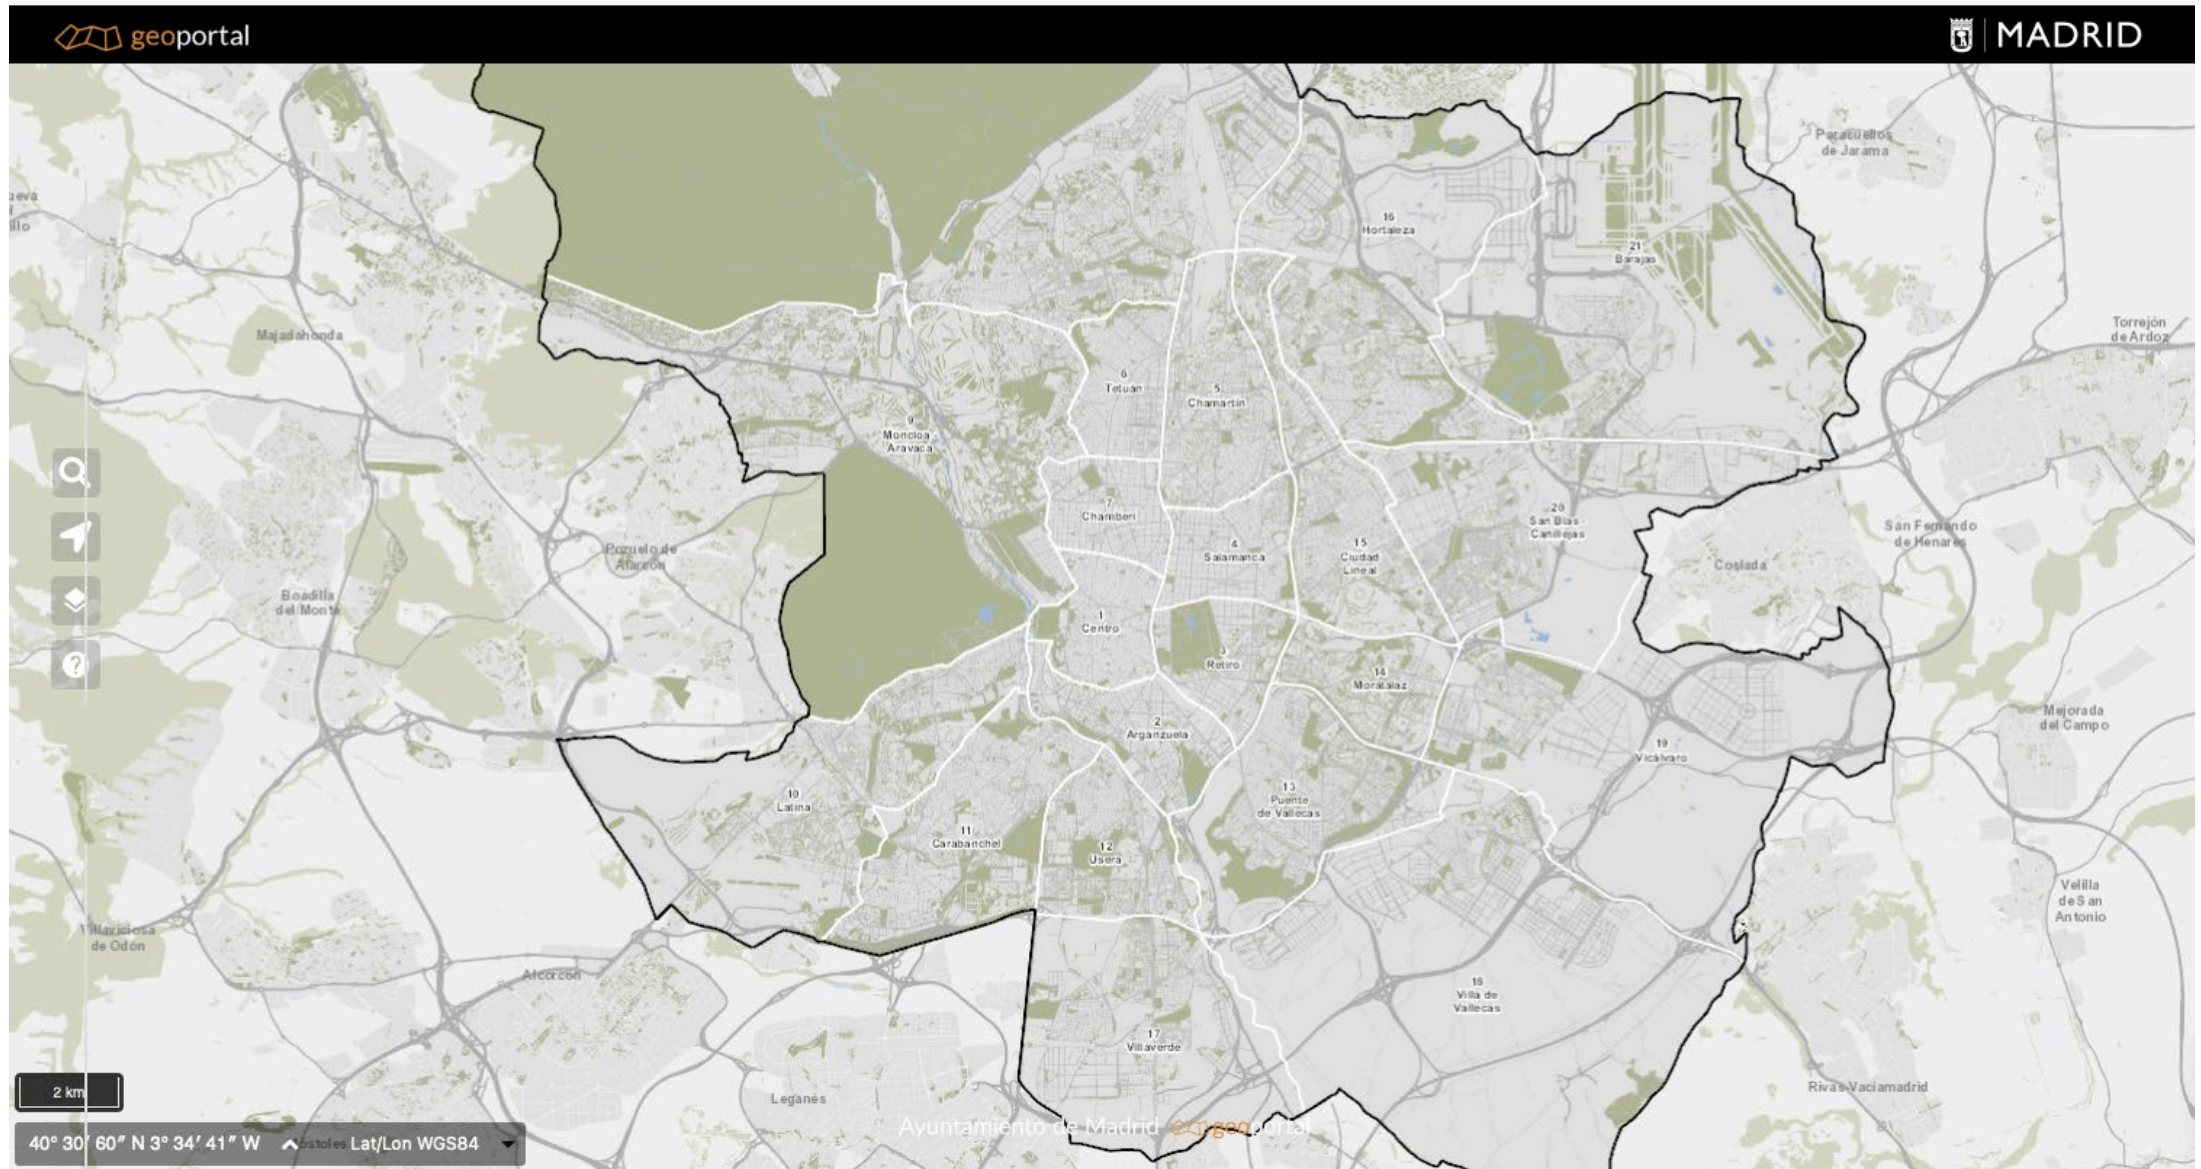 geoportal
MADRID
Paracuellos
de Jarama
16
Hortaleza
21
Barajas
Majadahonda
Torrejón
de Ardoz
6
Tetuán
5
Chamartín
9
Moncloa -
Aravaca
7
Chamberí
20
San Blas -
Canillejas
San Fernando
de Henares
4
Salamanca
15
Ciudad
Lineal
Pozuelo de
Alarcón
Coslada
Boadilla
del Monte
1
Centro
3
Retiro
14
Moratalaz
Mejorada
del Campo
2
Arganzuela
19
Vicálvaro
10
Latina
13
Puente
de Vallecas
11
Carabanchel
12
Usera
Velilla
de San
Antonio
Villaviciosa
de Odón
Alcorcón
18
Villa de
Vallecas
17
Villaverde
Rivas-Vaciamadrid
2 km
Leganés
Ayuntamiento de Madrid geoportal
40° 30′ 60″ N 3° 34′ 41″ W Lat/Lon WGS84